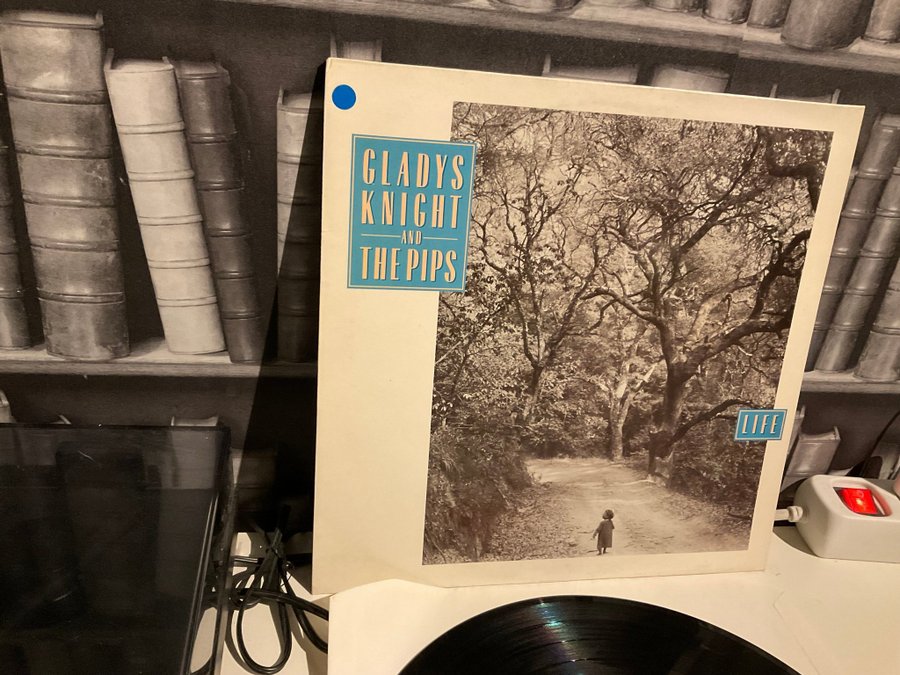 GLADYS
KNIGHT
AND
THE PIPS
LIFE